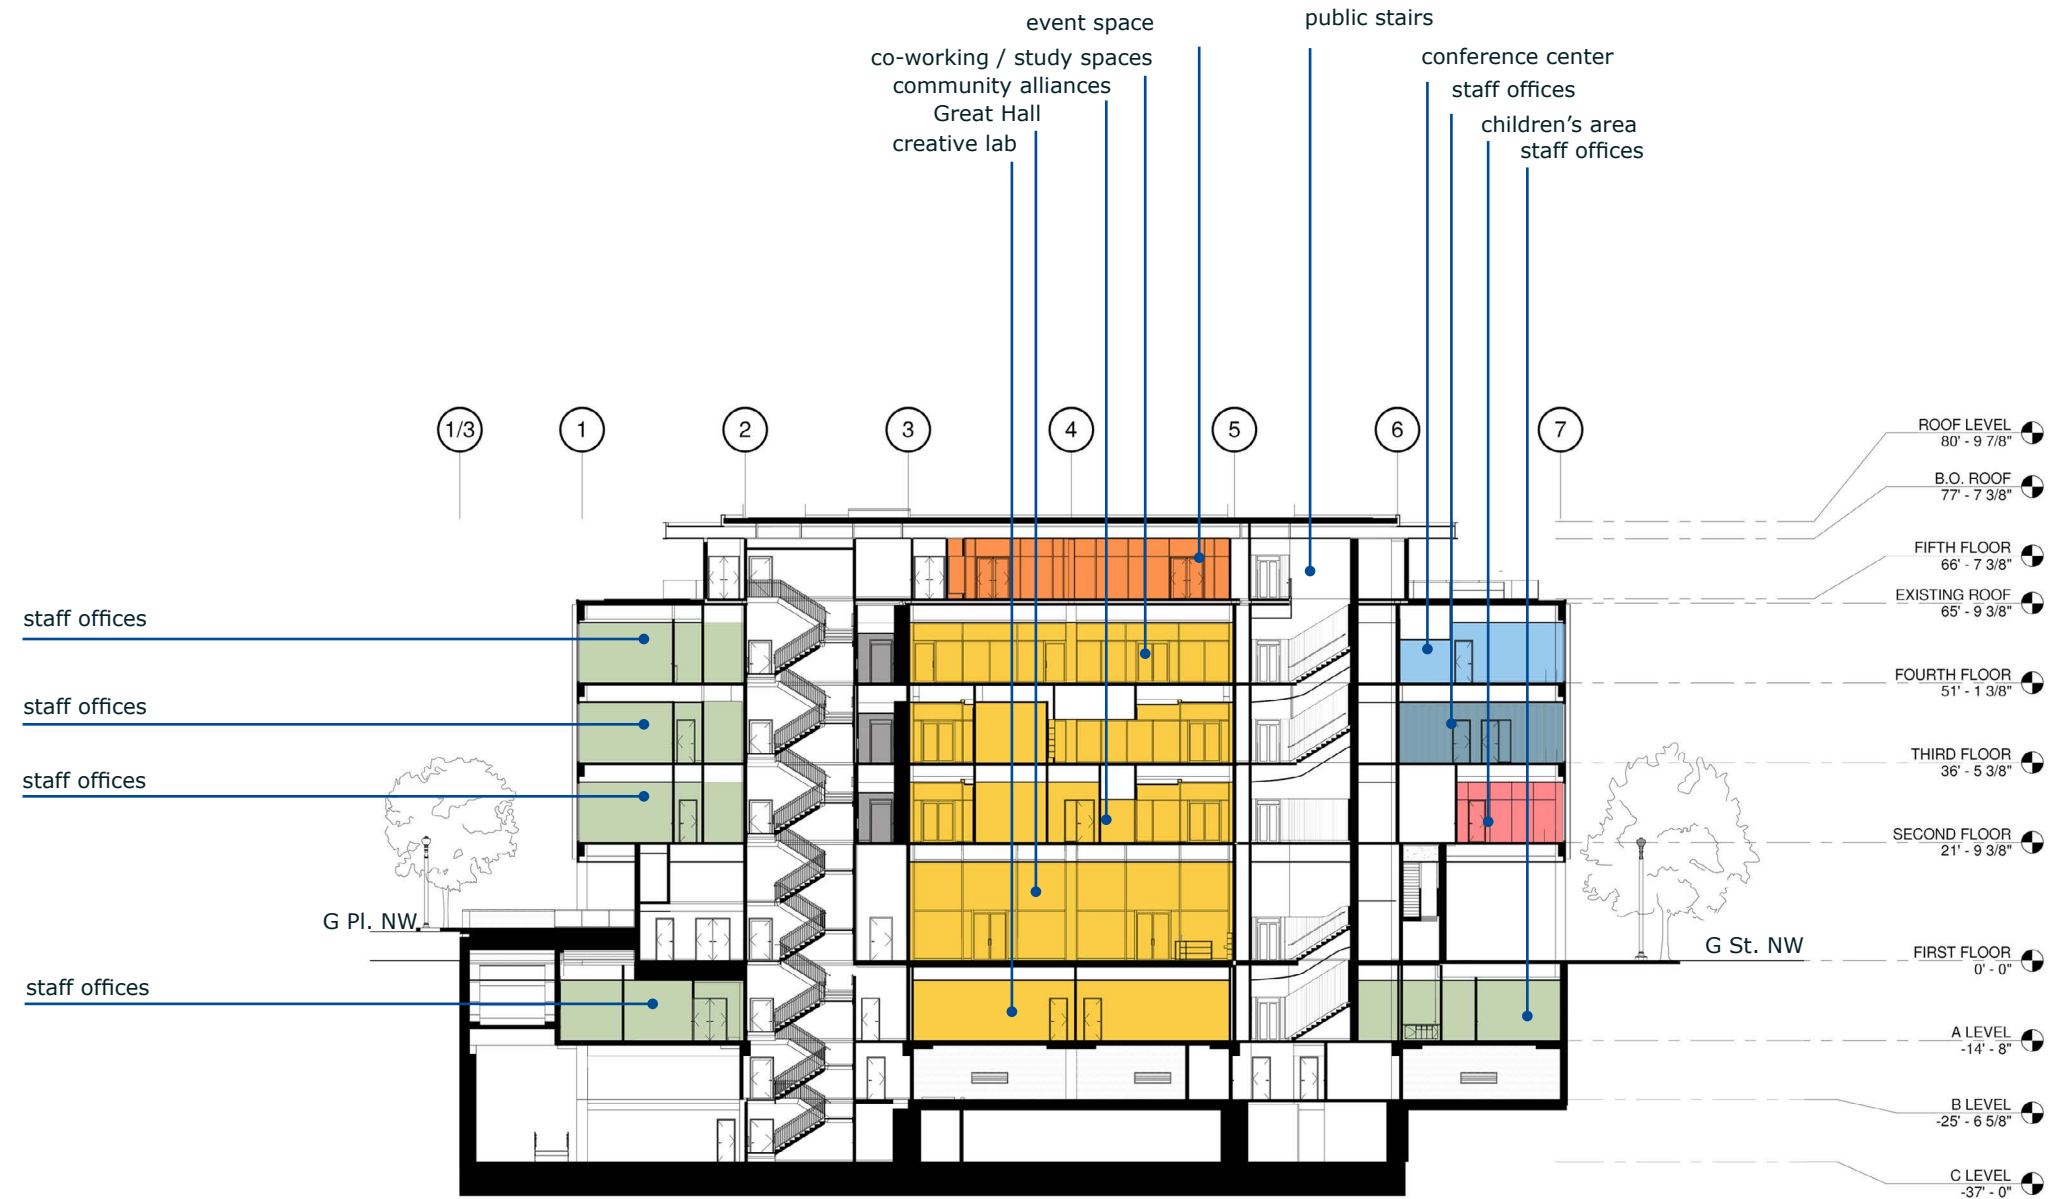 event space
public stairs
co-working / study spaces
conference center
community alliances
staff offices
Great Hall
children’s area
creative lab
staff offices
1/3
1
2
3
4
5
6
7
ROOF LEVEL
80' - 9 7/8"
B.O. ROOF
77' - 7 3/8"
FIFTH FLOOR
66' - 7 3/8"
EXISTING ROOF
65' - 9 3/8"
staff offices
FOURTH FLOOR
51' - 1 3/8"
staff offices
THIRD FLOOR
36' - 5 3/8"
staff offices
SECOND FLOOR
21' - 9 3/8"
G Pl. NW
G St. NW
FIRST FLOOR
0' - 0"
staff offices
A LEVEL
-14' - 8"
B LEVEL
-25' - 6 5/8"
C LEVEL
-37' - 0"